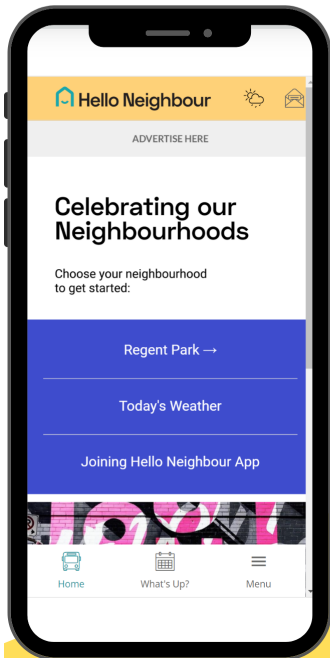 Hello Neighbour
ADVERTISE HERE
Celebrating our
Neighbourhoods
Choose your neighbourhood
to get started:
Regent Park →
Today's Weather
Joining Hello Neighbour App
Home
What's Up?
Menu